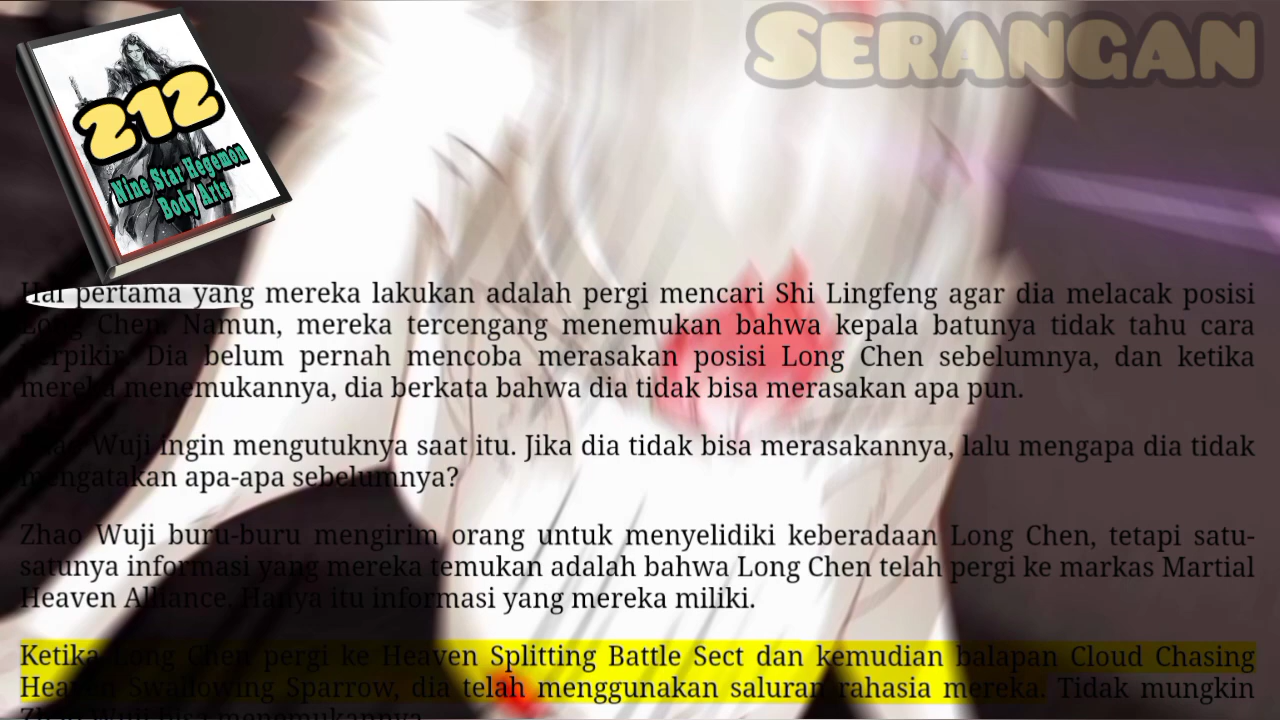 SERANGAN
212
Nine Star Hegemon
Body Arts
Hal pertama yang mereka lakukan adalah pergi mencari Shi Lingfeng agar dia melacak posisi
Long Chen. Namun, mereka tercengang menemukan bahwa kepala batunya tidak tahu cara
berpikir. Dia belum pernah mencoba merasakan posisi Long Chen sebelumnya, dan ketika
mereka menemukannya, dia berkata bahwa dia tidak bisa merasakan apa pun.
Zhao Wuji ingin mengutuknya saat itu. Jika dia tidak bisa merasakannya, lalu mengapa dia tidak
mengatakan apa-apa sebelumnya?
Zhao Wuji buru-buru mengirim orang untuk menyelidiki keberadaan Long Chen, tetapi satu-
satunya informasi yang mereka temukan adalah bahwa Long Chen telah pergi ke markas Martial
Heaven Alliance. Hanya itu informasi yang mereka miliki.
Ketika Long Chen pergi ke Heaven Splitting Battle Sect dan kemudian balapan Cloud Chasing
Heaven Swallowing Sparrow, dia telah menggunakan saluran rahasia mereka. Tidak mungkin
Zhao Wuji bisa menemukannya.